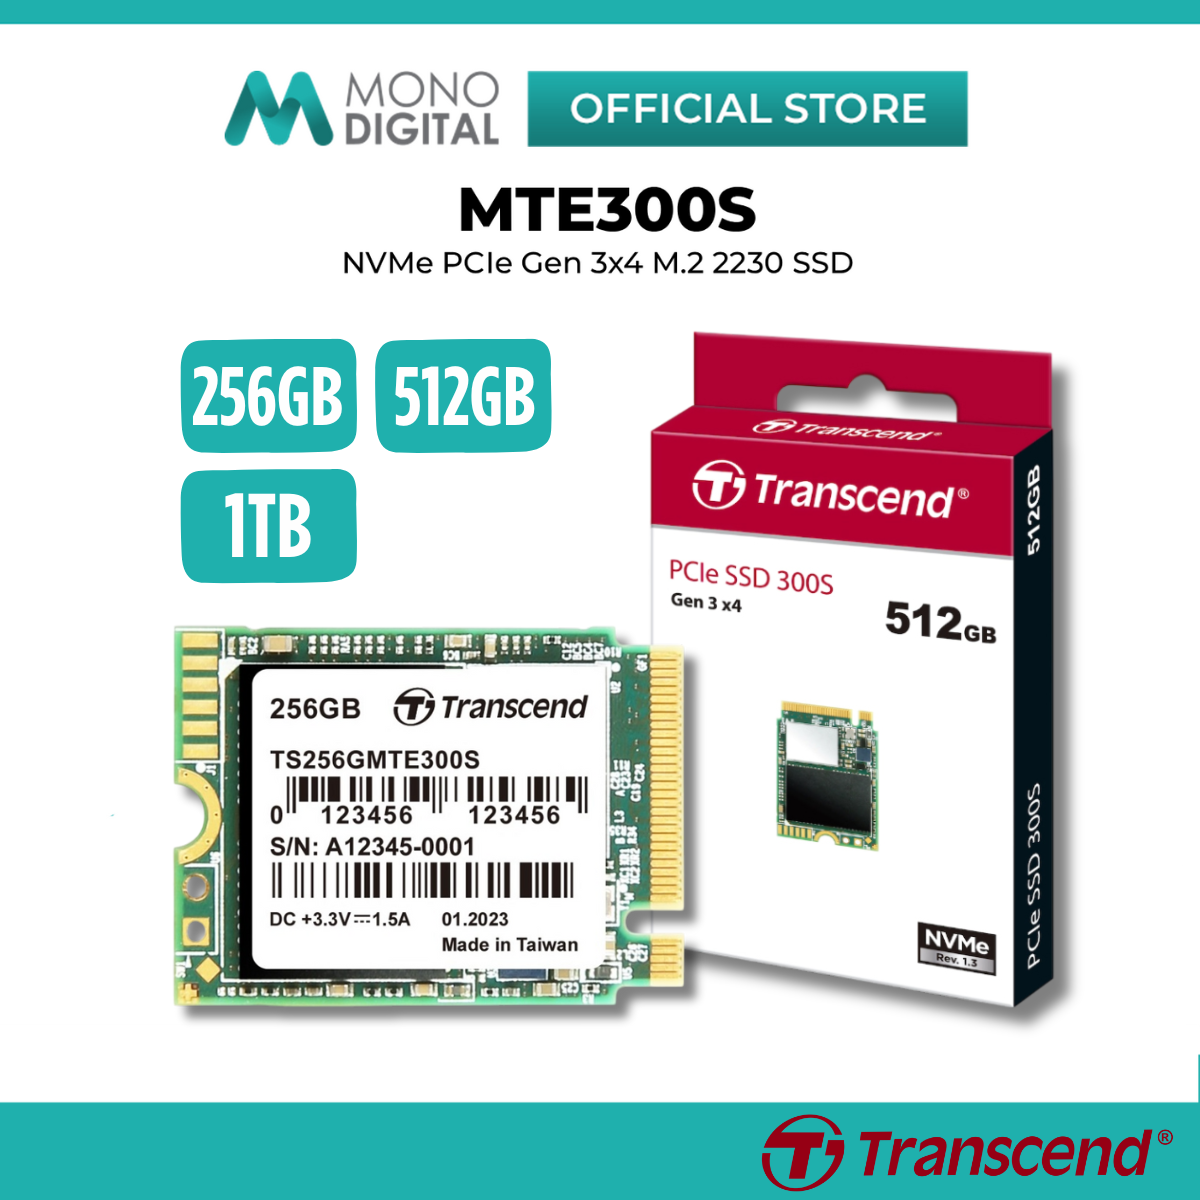 MONO
DIGITAL
OFFICIAL STORE
MTE300S
NVMe PCIe Gen 3x4 M.2 2230 SSD
256GB
512GB
1TB
Transcend®
Transcend®
512GB
PCIe SSD 300S
Gen 3 x4
512GB
PCIe SSD 300S
NVMe
Rev. 1.3
256GB
Transcend
TS256GMTE300S
0 123456 123456
S/N: A12345-0001
DC +3.3V⎓1.5A 01.2023
Made in Taiwan
Transcend®